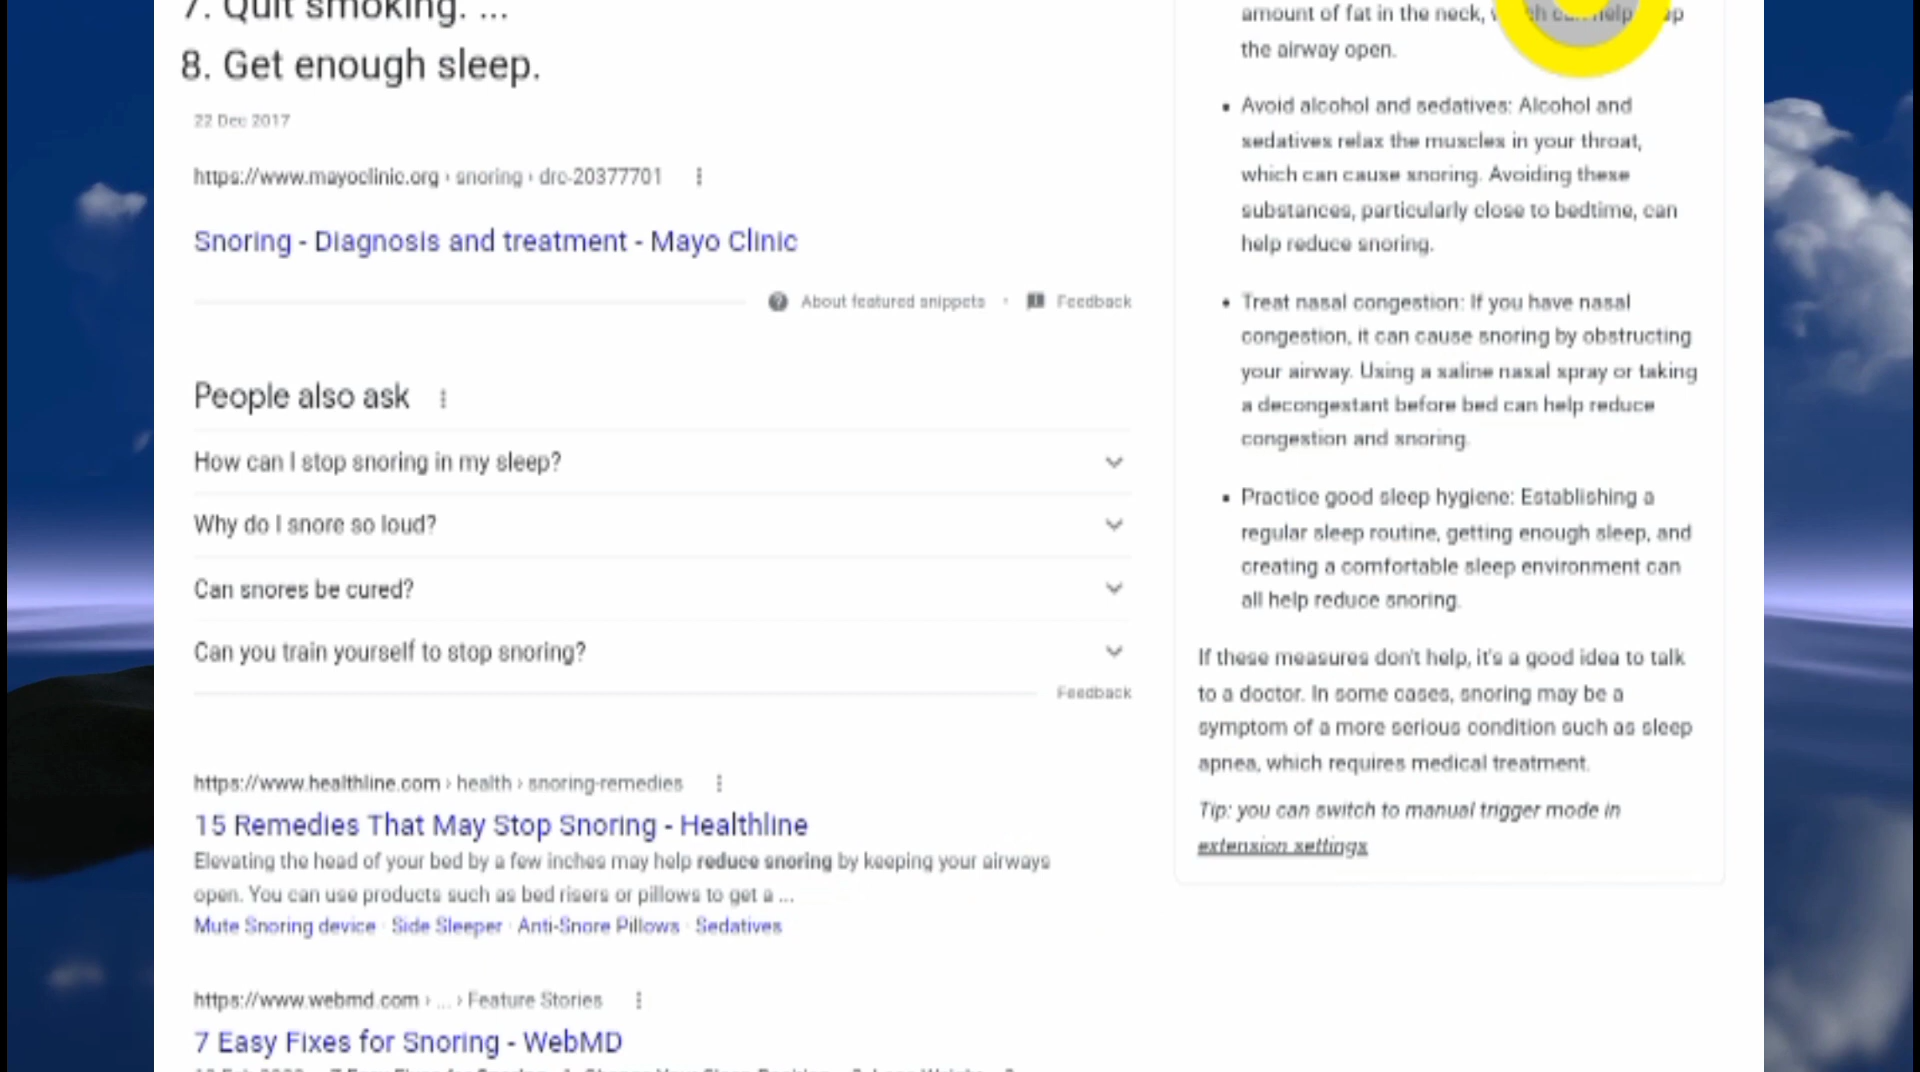 7. Quit smoking. ...
8. Get enough sleep.
22 Dec 2017
https://www.mayoclinic.org › snoring › drc-20377701
Snoring - Diagnosis and treatment - Mayo Clinic
About featured snippets • Feedback
People also ask
How can I stop snoring in my sleep?
Why do I snore so loud?
Can snores be cured?
Can you train yourself to stop snoring?
Feedback
https://www.healthline.com › health › snoring-remedies
15 Remedies That May Stop Snoring - Healthline
Elevating the head of your bed by a few inches may help reduce snoring by keeping your airways
open. You can use products such as bed risers or pillows to get a ...
Mute Snoring device · Side Sleeper · Anti-Snore Pillows · Sedatives
https://www.webmd.com › ... › Feature Stories
7 Easy Fixes for Snoring - WebMD
amount of fat in the neck,
the airway open.
• Avoid alcohol and sedatives: Alcohol and
sedatives relax the muscles in your throat,
which can cause snoring. Avoiding these
substances, particularly close to bedtime, can
help reduce snoring.
• Treat nasal congestion: If you have nasal
congestion, it can cause snoring by obstructing
your airway. Using a saline nasal spray or taking
a decongestant before bed can help reduce
congestion and snoring.
• Practice good sleep hygiene: Establishing a
regular sleep routine, getting enough sleep, and
creating a comfortable sleep environment can
all help reduce snoring.
If these measures don't help, it's a good idea to talk
to a doctor. In some cases, snoring may be a
symptom of a more serious condition such as sleep
apnea, which requires medical treatment.
Tip: you can switch to manual trigger mode in
extension settings